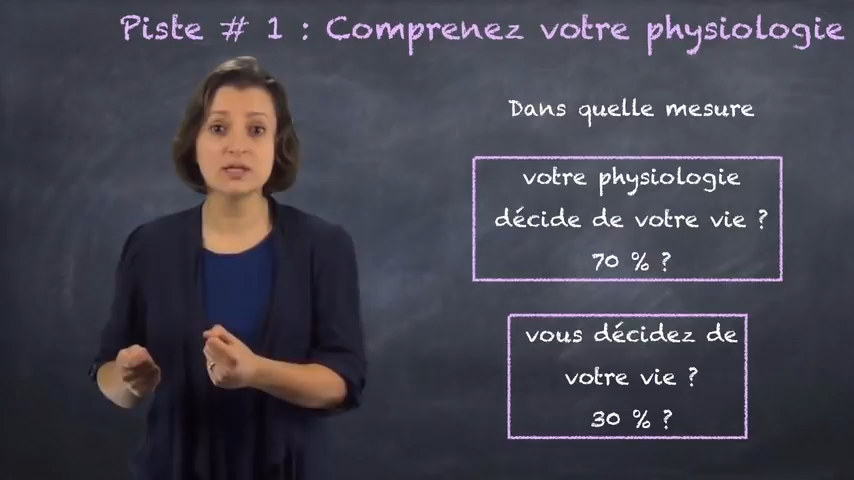 Piste # 1 : Comprenez votre physiologie
Dans quelle mesure
votre physiologie
décide de votre vie ?
70 % ?
vous décidez de
votre vie ?
30 % ?